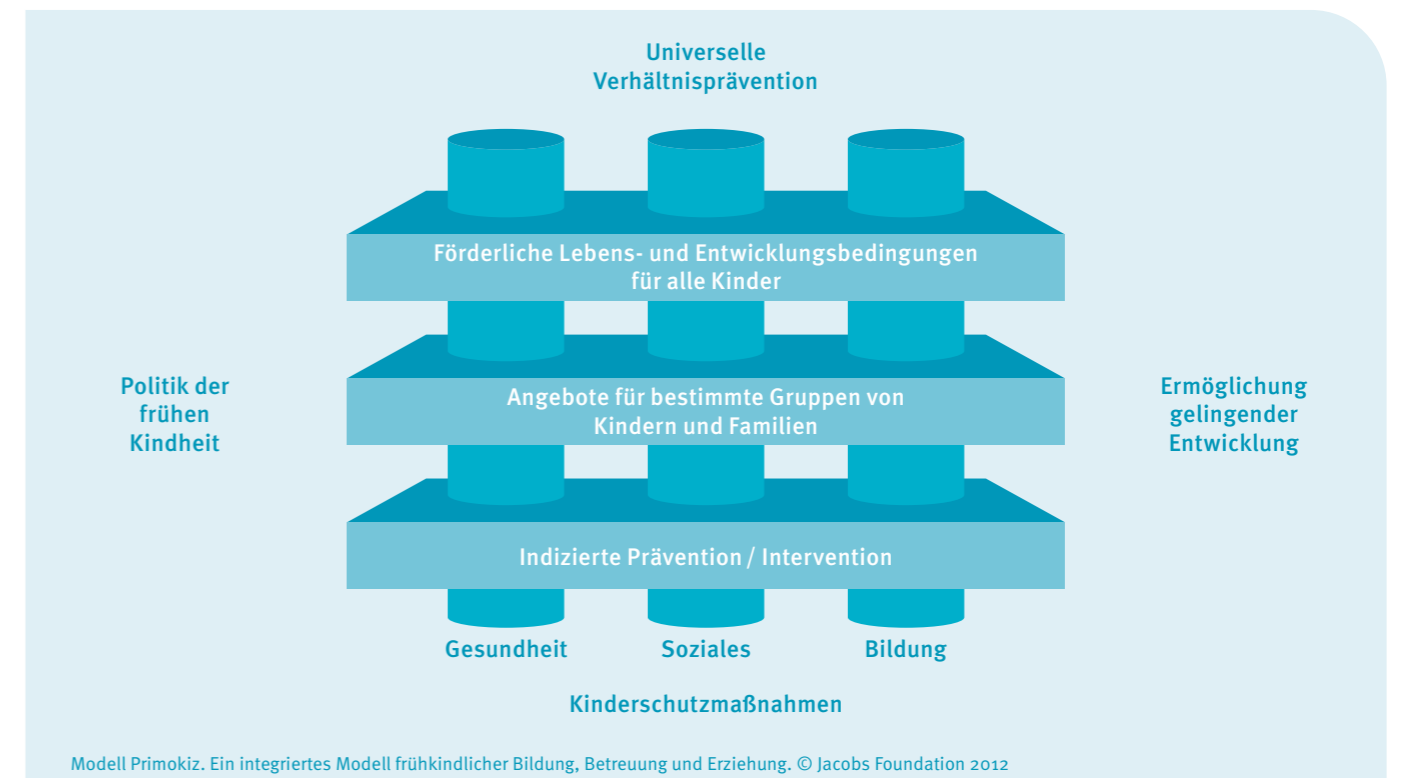 Universelle
Verhältnisprävention
Förderliche Lebens- und Entwicklungsbedingungen
für alle Kinder
Politik der
frühen
Kindheit
Angebote für bestimmte Gruppen von
Kindern und Familien
Ermöglichung
gelingender
Entwicklung
Indizierte Prävention / Intervention
Gesundheit Soziales Bildung
Kinderschutzmaßnahmen
Modell Primokiz. Ein integriertes Modell frühkindlicher Bildung, Betreuung und Erziehung. © Jacobs Foundation 2012